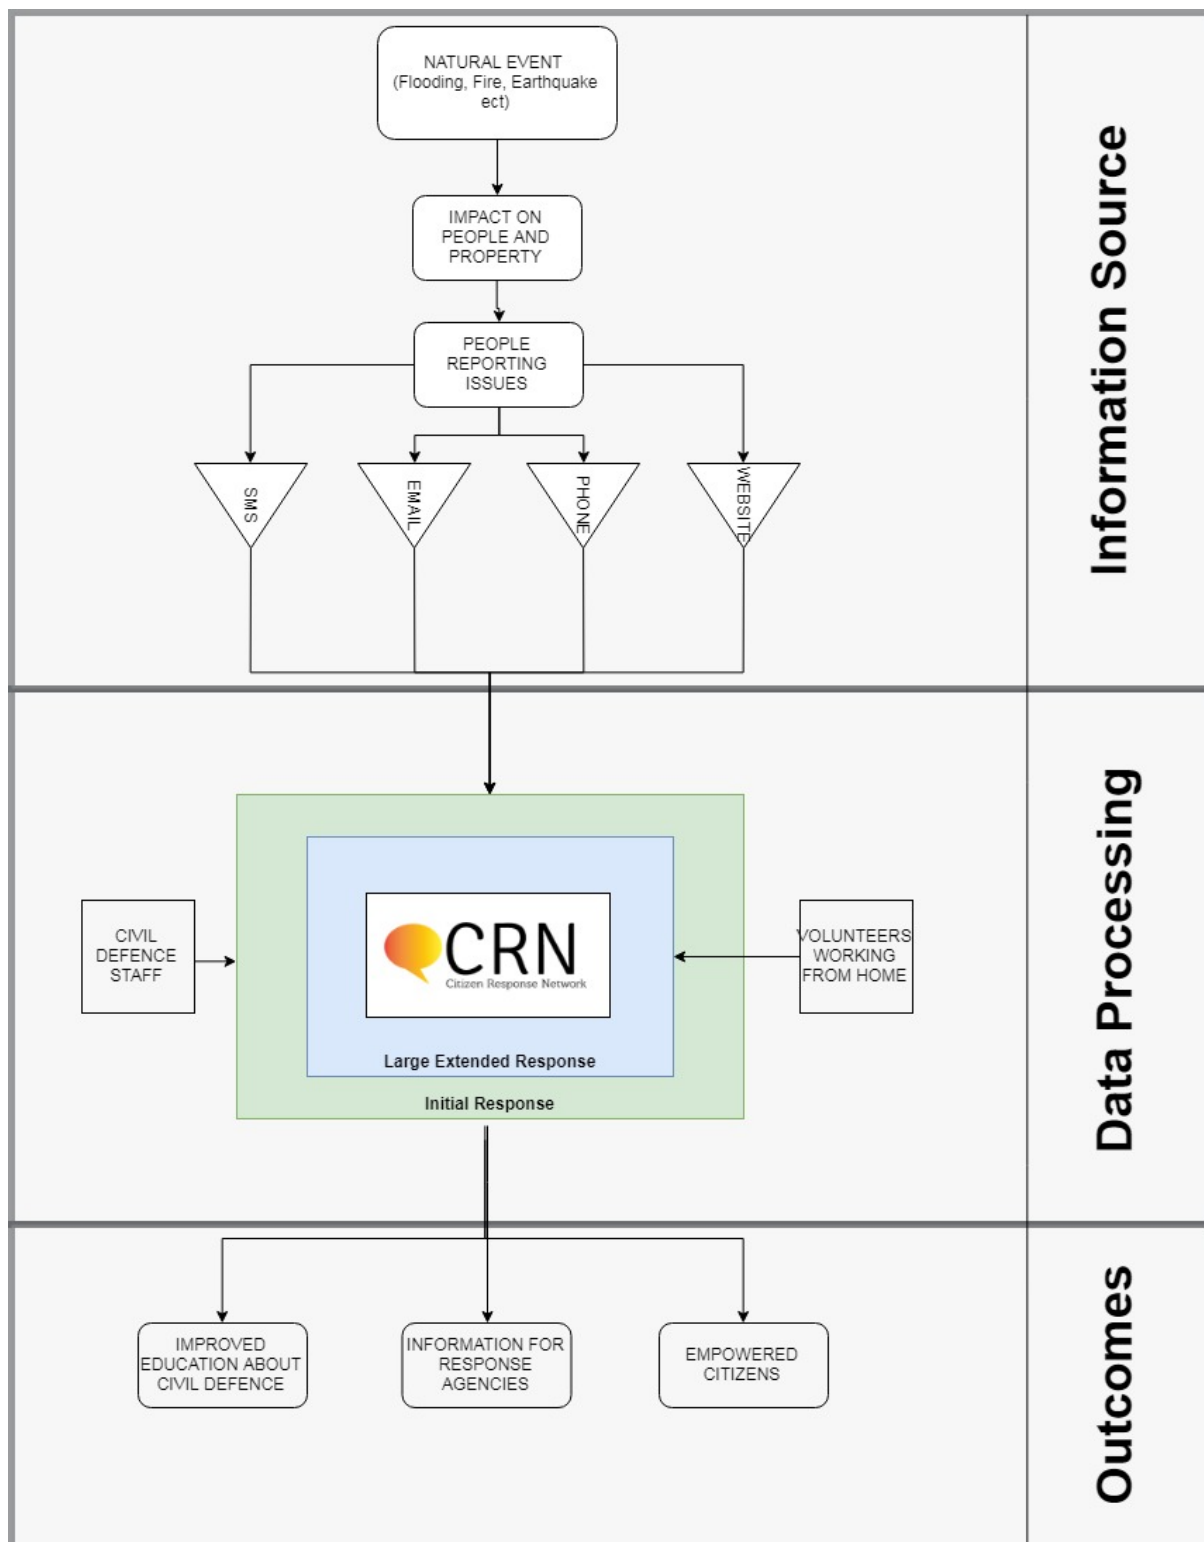 NATURAL EVENT
(Flooding, Fire, Earthquake
ect)
IMPACT ON
PEOPLE AND
PROPERTY
PEOPLE
REPORTING
ISSUES
SMS
EMAIL
PHONE
WEBSITE
Information Source
CIVIL
DEFENCE
STAFF
CRN
Citizen Response Network
Large Extended Response
Initial Response
VOLUNTEERS
WORKING
FROM HOME
Data Processing
IMPROVED
EDUCATION ABOUT
CIVIL DEFENCE
INFORMATION FOR
RESPONSE
AGENCIES
EMPOWERED
CITIZENS
Outcomes